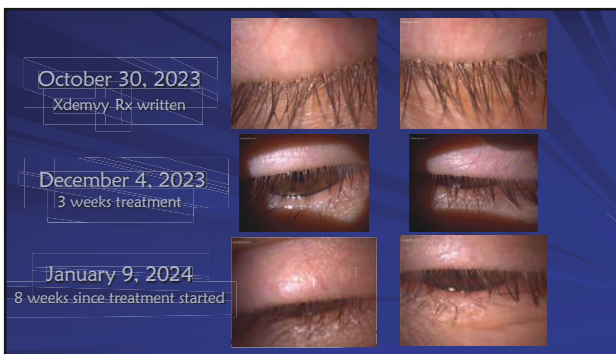 October 30, 2023
Xdemvy Rx written
December 4, 2023
3 weeks treatment
January 9, 2024
8 weeks since treatment started